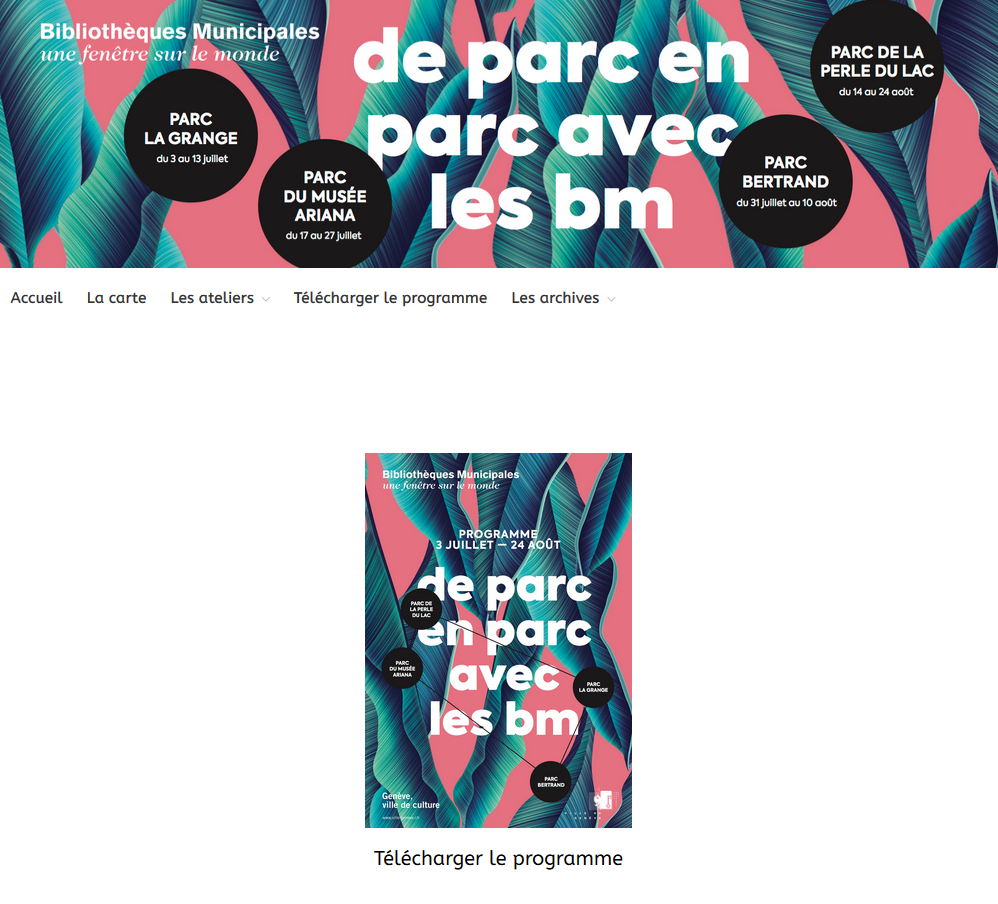 Bibliothèques Municipales
une fenêtre sur le monde
de parc en
parc avec
les bm
PARC
LA GRANGE
du 3 au 13 juillet
PARC
DU MUSÉE
ARIANA
du 17 au 27 juillet
PARC
BERTRAND
du 31 juillet au 10 août
PARC DE LA
PERLE DU LAC
du 14 au 24 août
Accueil La carte Les ateliers Télécharger le programme Les archives
Bibliothèques Municipales
une fenêtre sur le monde
PROGRAMME
3 JUILLET — 24 AOÛT
de parc
en parc
avec
les bm
PARC DE
LA PERLE
DU LAC
PARC
DU MUSÉE
ARIANA
PARC
LA GRANGE
PARC
BERTRAND
Genève,
ville de culture
VILLE DE
GENÈVE
Télécharger le programme